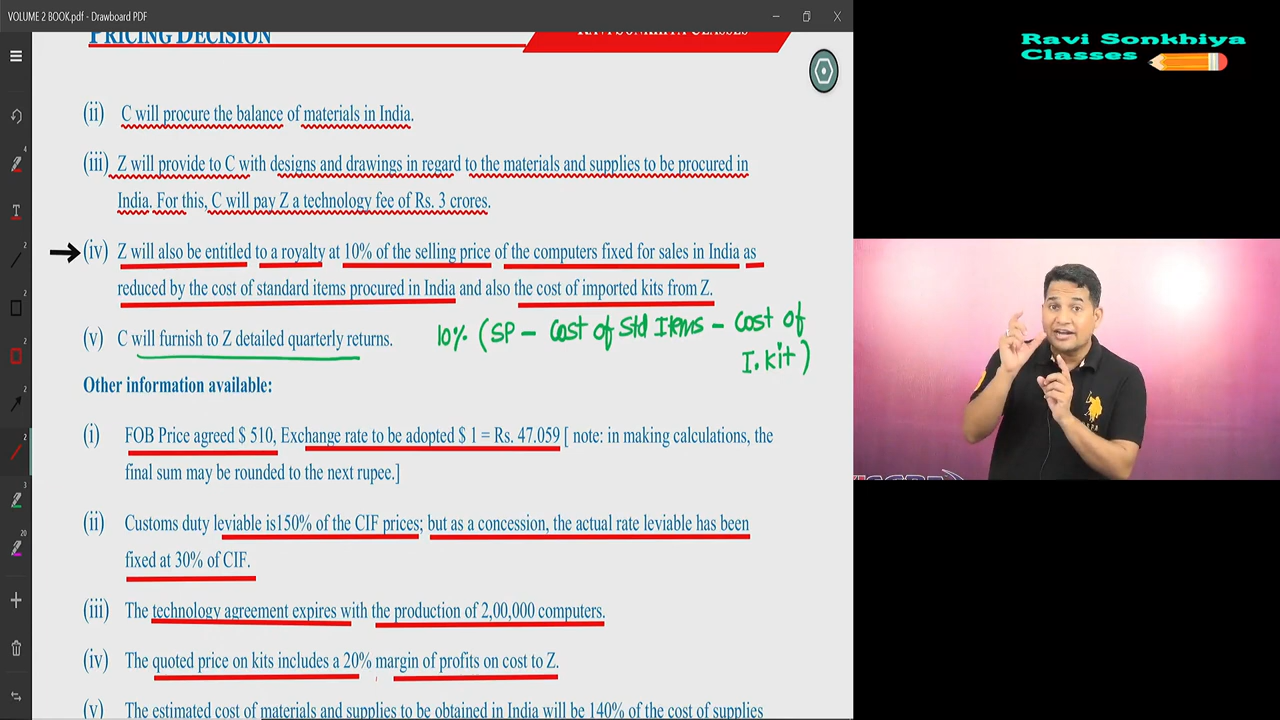 VOLUME 2 BOOK.pdf - Drawboard PDF
PRICING DECISION
RAVI SONKHIYA CLASSES
Ravi Sonkhiya
Classes
(ii) C will procure the balance of materials in India.
(iii) Z will provide to C with designs and drawings in regard to the materials and supplies to be procured in
India. For this, C will pay Z a technology fee of Rs. 3 crores.
(iv) Z will also be entitled to a royalty at 10% of the selling price of the computers fixed for sales in India as
reduced by the cost of standard items procured in India and also the cost of imported kits from Z.
(v) C will furnish to Z detailed quarterly returns.
10% (SP - Cost of Std Items - Cost of
I. Kit)
Other information available:
(i) FOB Price agreed $ 510, Exchange rate to be adopted $ 1 = Rs. 47.059 [ note: in making calculations, the
final sum may be rounded to the next rupee.]
(ii) Customs duty leviable is150% of the CIF prices; but as a concession, the actual rate leviable has been
fixed at 30% of CIF.
(iii) The technology agreement expires with the production of 2,00,000 computers.
(iv) The quoted price on kits includes a 20% margin of profits on cost to Z.
(v) The estimated cost of materials and supplies to be obtained in India will be 140% of the cost of supplies